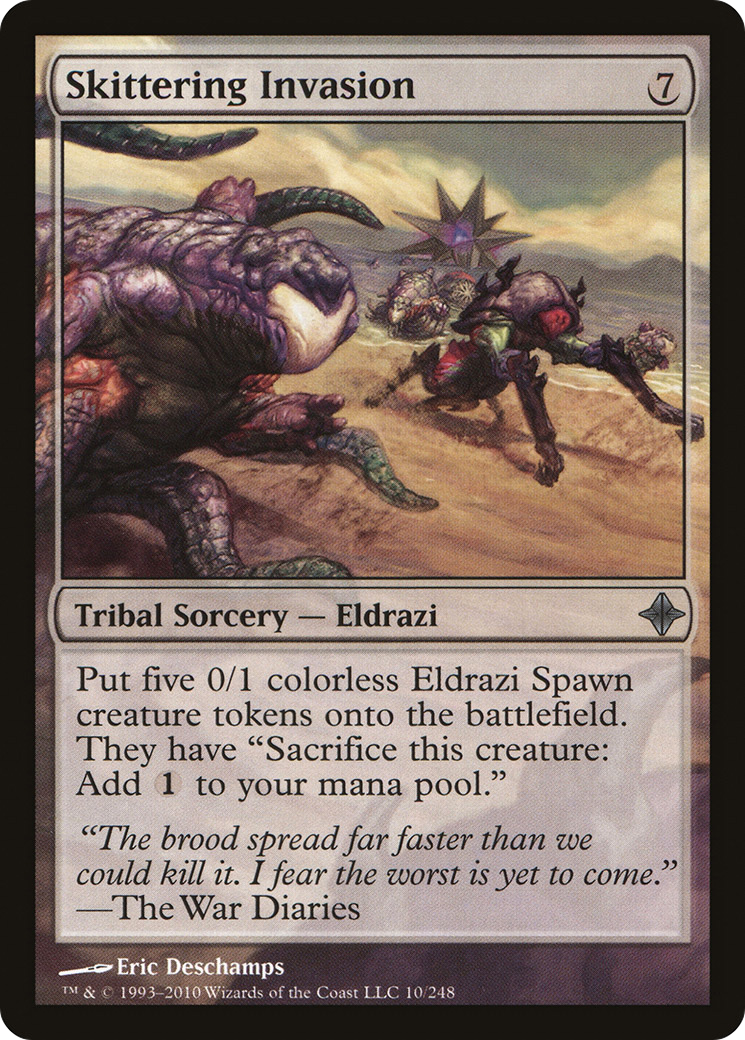 Skittering Invasion 7
Tribal Sorcery — Eldrazi
Put five 0/1 colorless Eldrazi Spawn
creature tokens onto the battlefield.
They have “Sacrifice this creature:
Add 1 to your mana pool.”
“The brood spread far faster than we
could kill it. I fear the worst is yet to come.”
—The War Diaries
Eric Deschamps
™ & © 1993–2010 Wizards of the Coast LLC 10/248